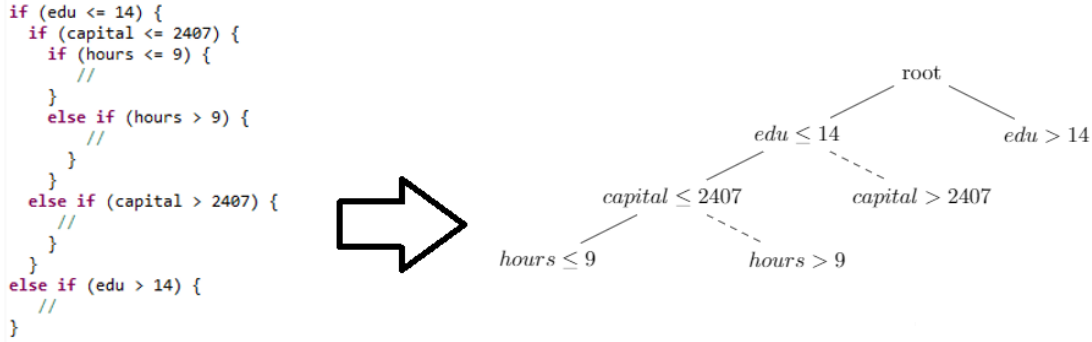 if (edu <= 14) {
if (capital <= 2407) {
if (hours <= 9) {
//
}
else if (hours > 9) {
//
}
}
else if (capital > 2407) {
//
}
}
else if (edu > 14) {
//
}
root
edu ≤ 14
edu > 14
capital ≤ 2407
capital > 2407
hours ≤ 9
hours > 9